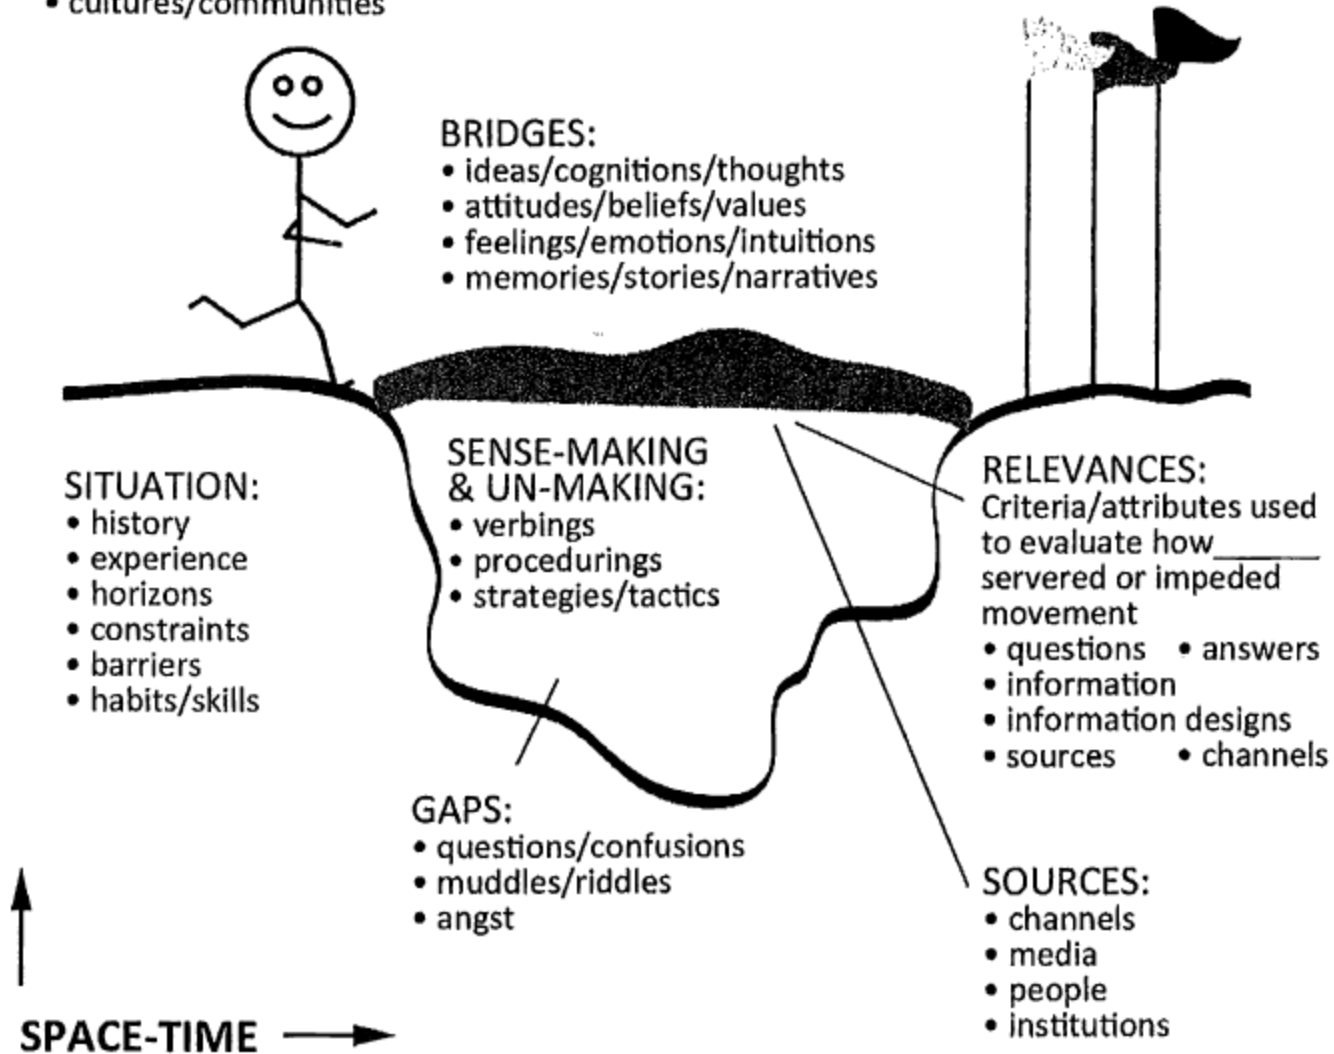 • cultures/communities
BRIDGES:
• ideas/cognitions/thoughts
• attitudes/beliefs/values
• feelings/emotions/intuitions
• memories/stories/narratives
SITUATION:
• history
• experience
• horizons
• constraints
• barriers
• habits/skills
SENSE-MAKING
& UN-MAKING:
• verbings
• procedurings
• strategies/tactics
RELEVANCES:
Criteria/attributes used
to evaluate how______
servered or impeded
movement
• questions • answers
• information
• information designs
• sources • channels
GAPS:
• questions/confusions
• muddles/riddles
• angst
SOURCES:
• channels
• media
• people
• institutions
SPACE-TIME